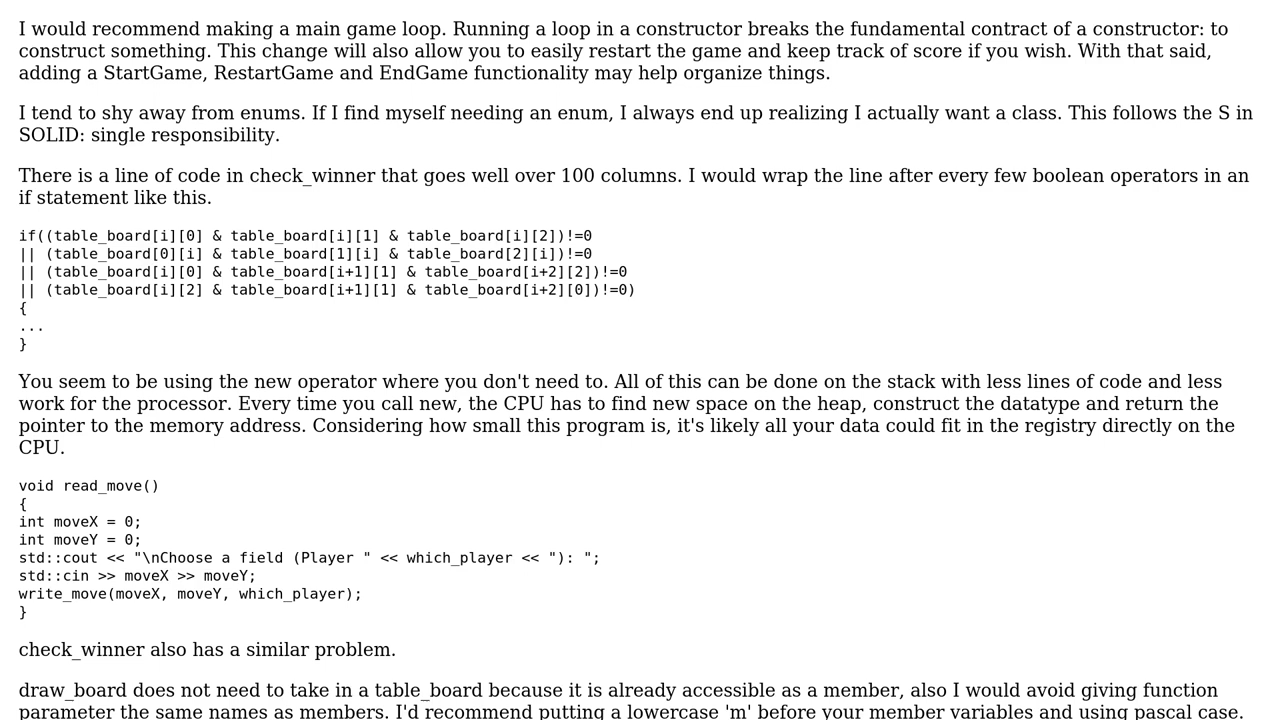 I would recommend making a main game loop. Running a loop in a constructor breaks the fundamental contract of a constructor: to
construct something. This change will also allow you to easily restart the game and keep track of score if you wish. With that said,
adding a StartGame, RestartGame and EndGame functionality may help organize things.
I tend to shy away from enums. If I find myself needing an enum, I always end up realizing I actually want a class. This follows the S in
SOLID: single responsibility.
There is a line of code in check_winner that goes well over 100 columns. I would wrap the line after every few boolean operators in an
if statement like this.
if((table_board[i][0] & table_board[i][1] & table_board[i][2])!=0
|| (table_board[0][i] & table_board[1][i] & table_board[2][i])!=0
|| (table_board[i][0] & table_board[i+1][1] & table_board[i+2][2])!=0
|| (table_board[i][2] & table_board[i+1][1] & table_board[i+2][0])!=0)
{
...
}
You seem to be using the new operator where you don't need to. All of this can be done on the stack with less lines of code and less
work for the processor. Every time you call new, the CPU has to find new space on the heap, construct the datatype and return the
pointer to the memory address. Considering how small this program is, it's likely all your data could fit in the registry directly on the
CPU.
void read_move()
{
int moveX = 0;
int moveY = 0;
std::cout << "\nChoose a field (Player " << which_player << "): ";
std::cin >> moveX >> moveY;
write_move(moveX, moveY, which_player);
}
check_winner also has a similar problem.
draw_board does not need to take in a table_board because it is already accessible as a member, also I would avoid giving function
parameter the same names as members. I'd recommend putting a lowercase 'm' before your member variables and using pascal case.